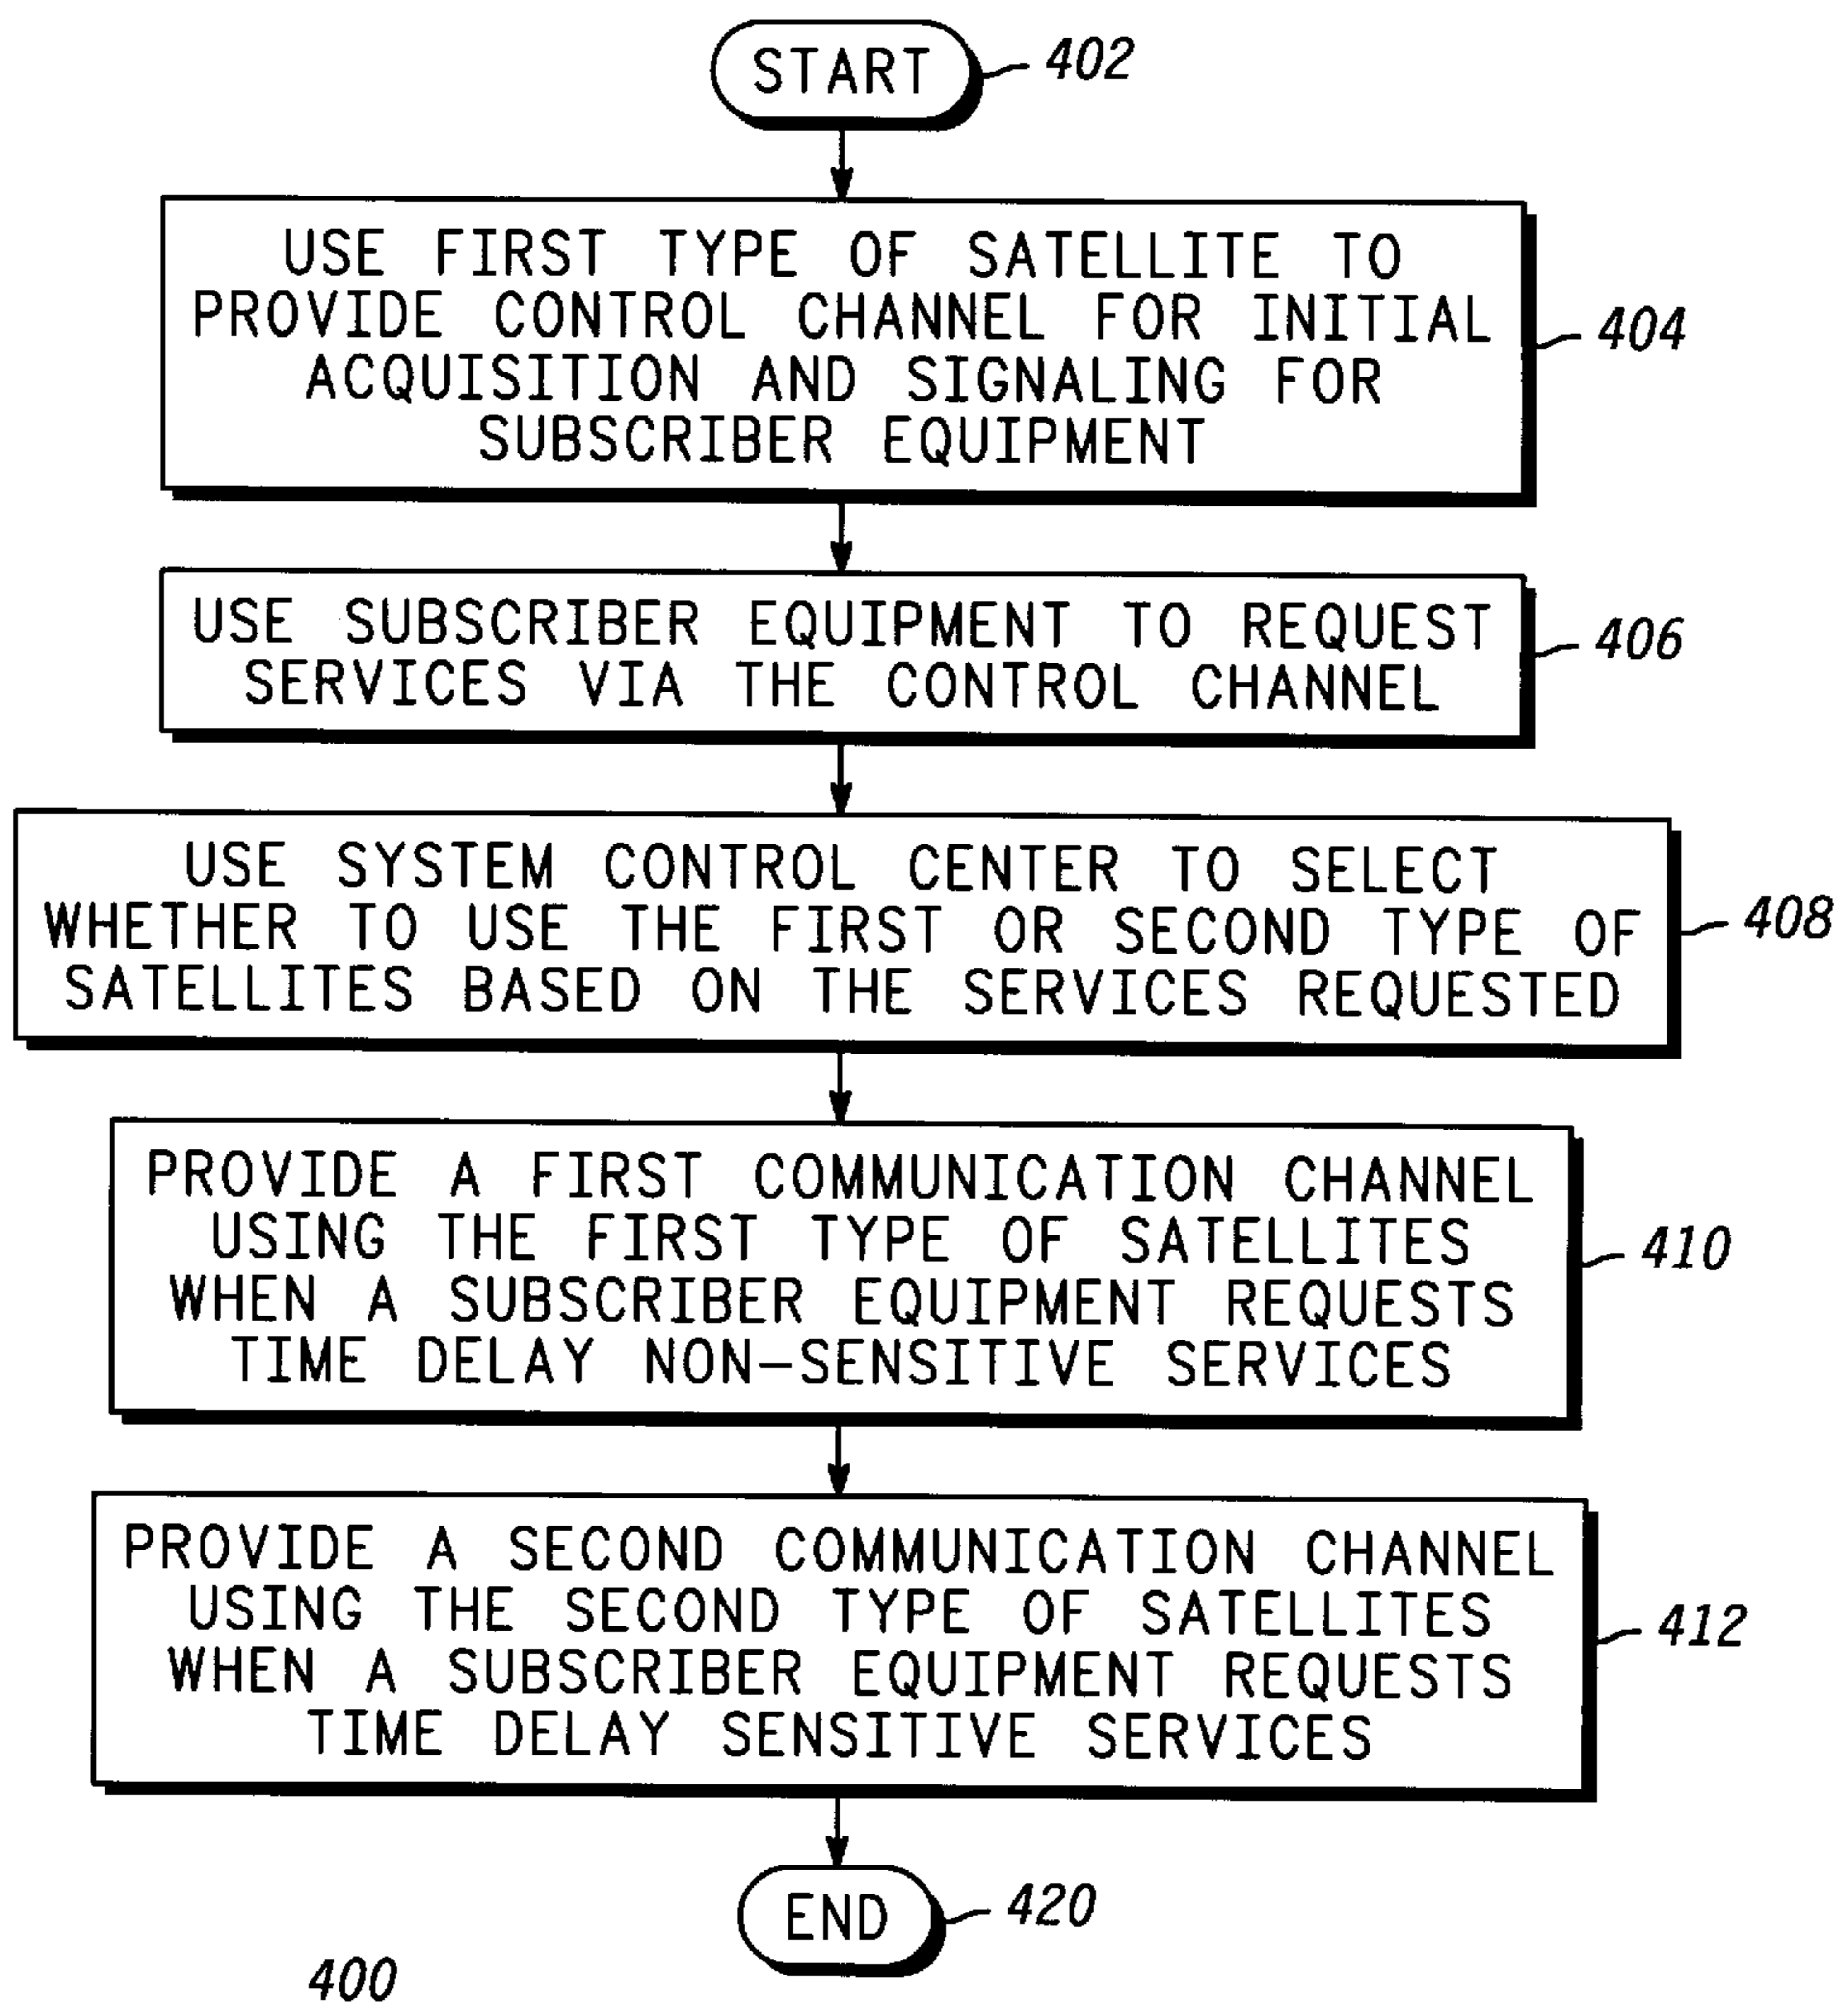 START
402
USE FIRST TYPE OF SATELLITE TO
PROVIDE CONTROL CHANNEL FOR INITIAL
ACQUISITION AND SIGNALING FOR
SUBSCRIBER EQUIPMENT
404
USE SUBSCRIBER EQUIPMENT TO REQUEST
SERVICES VIA THE CONTROL CHANNEL
406
USE SYSTEM CONTROL CENTER TO SELECT
WHETHER TO USE THE FIRST OR SECOND TYPE OF
SATELLITES BASED ON THE SERVICES REQUESTED
408
PROVIDE A FIRST COMMUNICATION CHANNEL
USING THE FIRST TYPE OF SATELLITES
WHEN A SUBSCRIBER EQUIPMENT REQUESTS
TIME DELAY NON-SENSITIVE SERVICES
410
PROVIDE A SECOND COMMUNICATION CHANNEL
USING THE SECOND TYPE OF SATELLITES
WHEN A SUBSCRIBER EQUIPMENT REQUESTS
TIME DELAY SENSITIVE SERVICES
412
END
420
400